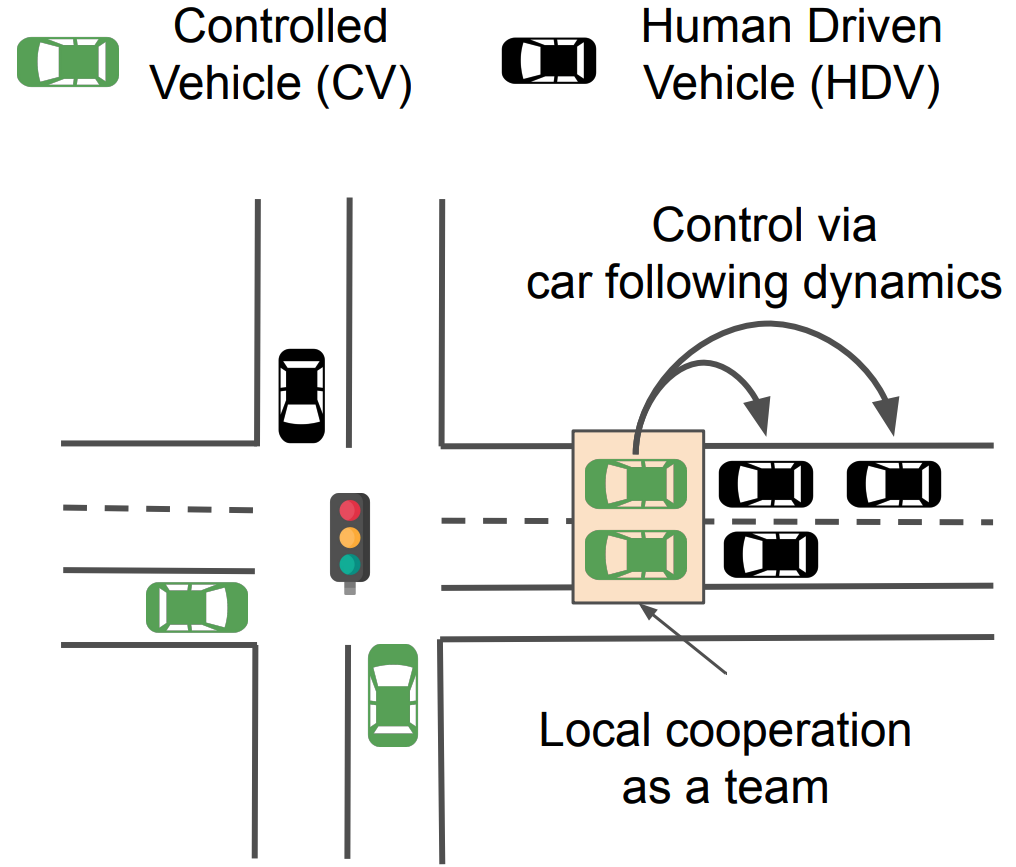 Controlled
Vehicle (CV)
Human Driven
Vehicle (HDV)
Control via
car following dynamics
Local cooperation
as a team